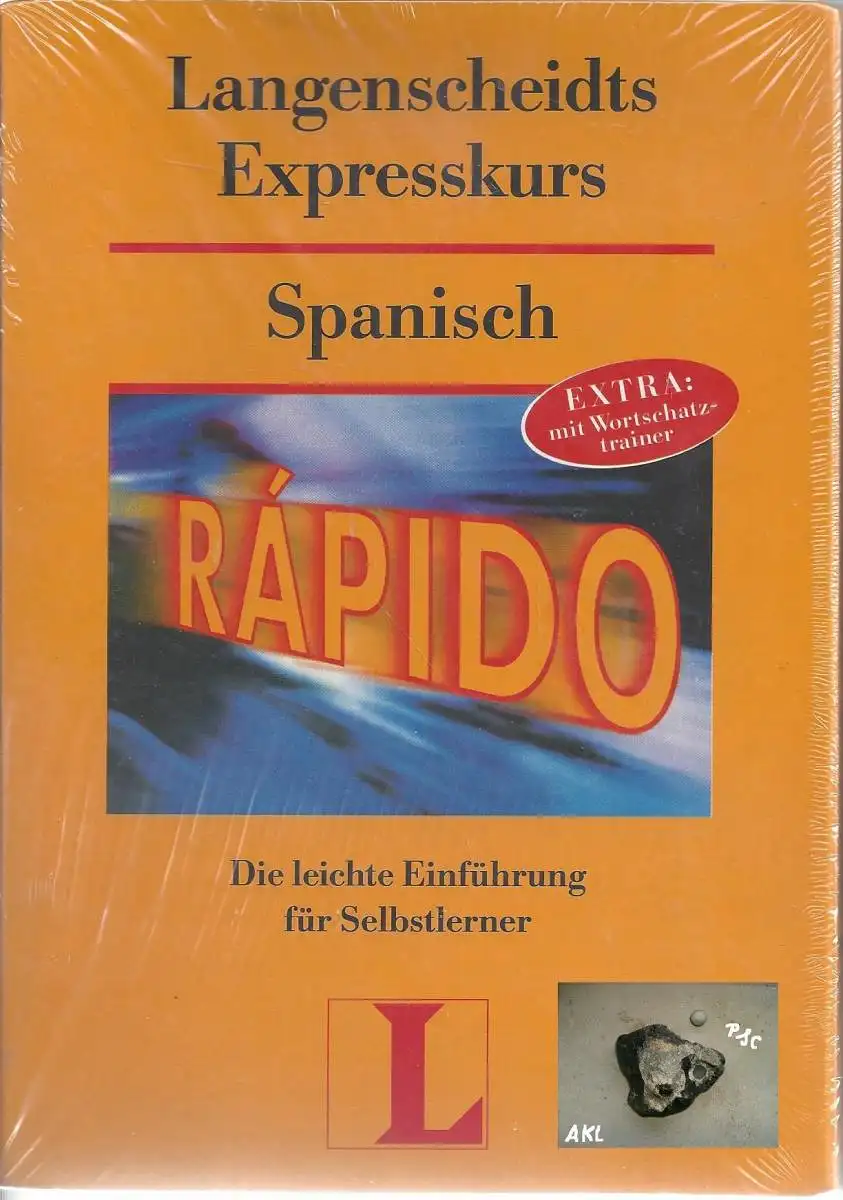 Langenscheidts
Expresskurs
Spanisch
EXTRA:
mit Wortschatz-
trainer
RÁPIDO
Die leichte Einführung
für Selbstlerner
L
PSC
AKL